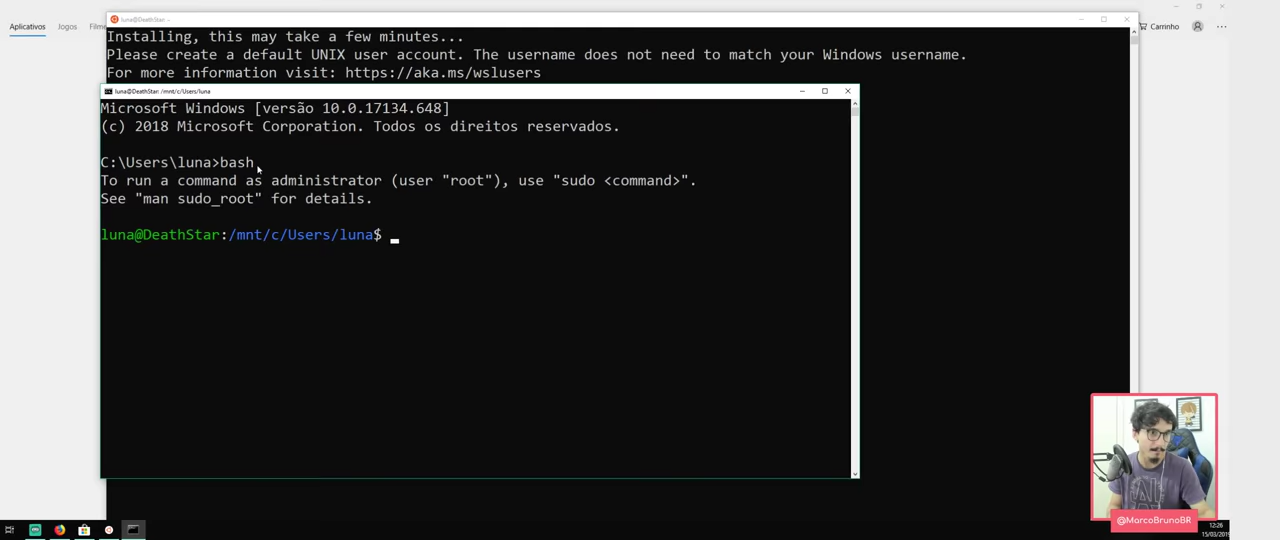 Aplicativos
Jogos
Filme
Carrinho
luna@DeathStar: ~
Installing, this may take a few minutes...
Please create a default UNIX user account. The username does not need to match your Windows username.
For more information visit: https://aka.ms/wslusers
luna@DeathStar: /mnt/c/Users/luna
Microsoft Windows [versão 10.0.17134.648]
(c) 2018 Microsoft Corporation. Todos os direitos reservados.
C:\Users\luna>bash
To run a command as administrator (user "root"), use "sudo <command>".
See "man sudo_root" for details.
luna@DeathStar:/mnt/c/Users/luna$
@MarcoBrunoBR
12:26
15/03/2019